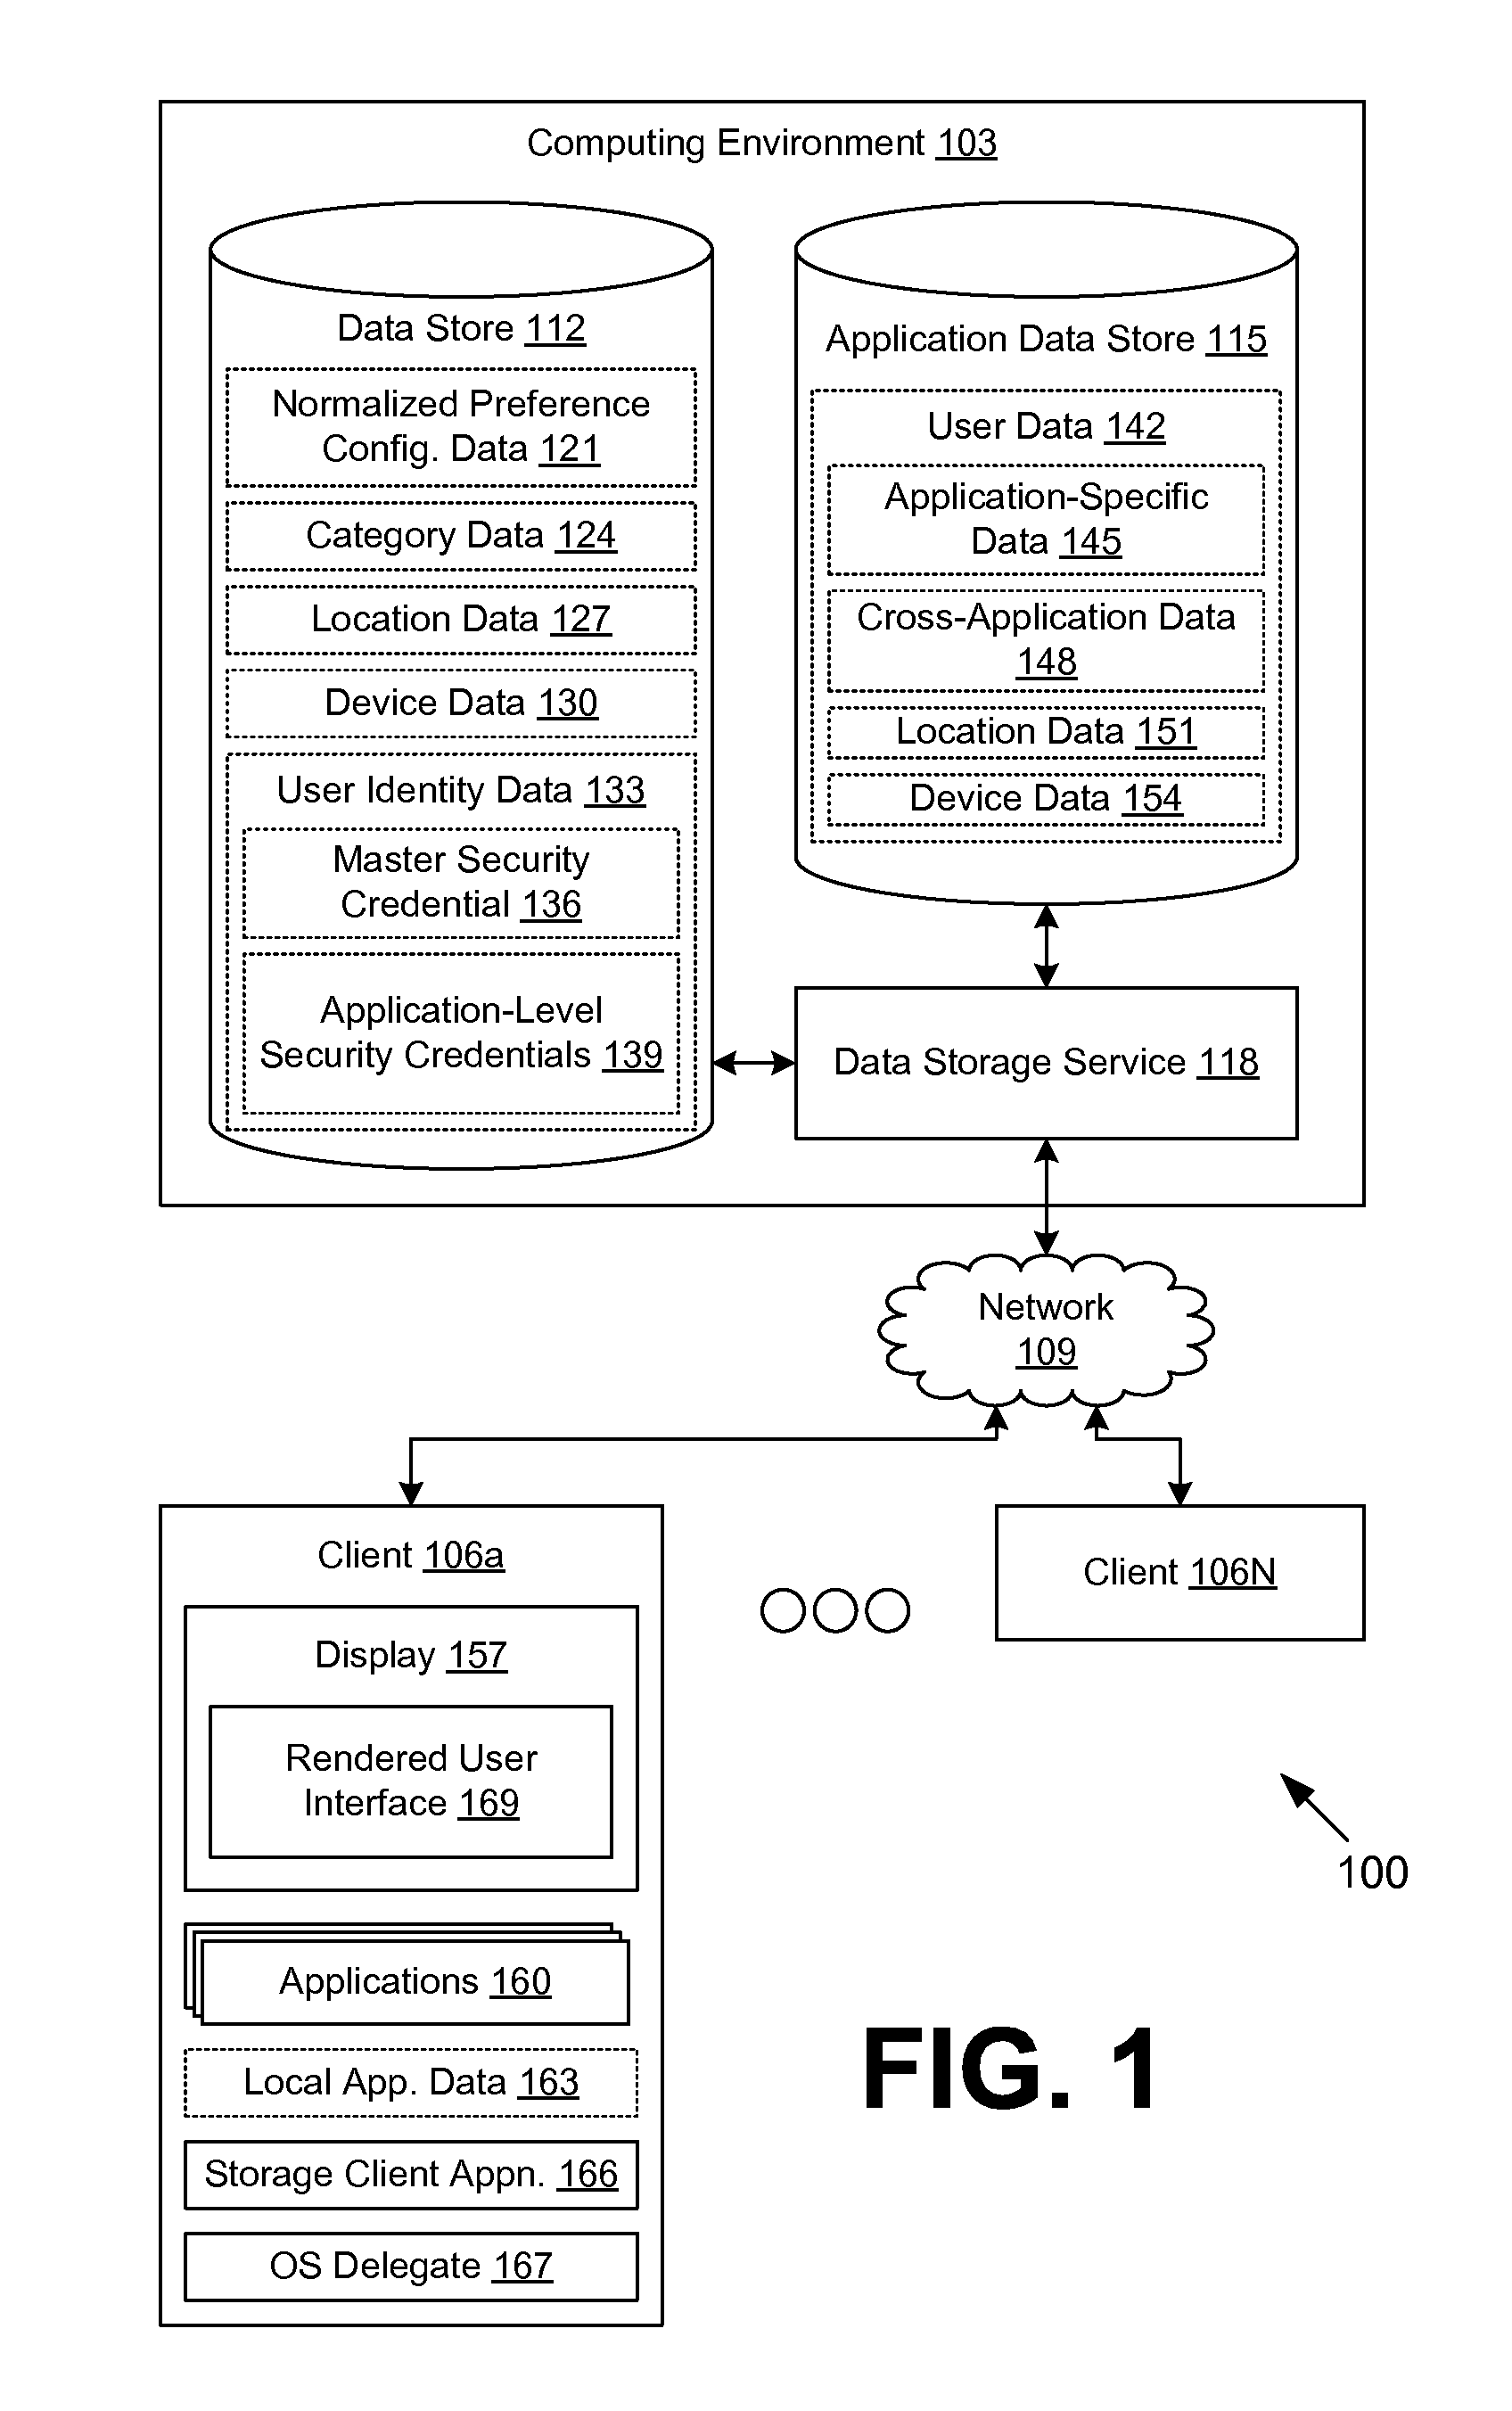 Computing Environment 103
Data Store 112
Normalized Preference
Config. Data 121
Category Data 124
Location Data 127
Device Data 130
User Identity Data 133
Master Security
Credential 136
Application-Level
Security Credentials 139
Application Data Store 115
User Data 142
Application-Specific
Data 145
Cross-Application Data
148
Location Data 151
Device Data 154
Data Storage Service 118
Network
109
Client 106a
Display 157
Rendered User
Interface 169
Applications 160
Local App. Data 163
Storage Client Appn. 166
OS Delegate 167
Client 106N
100
FIG. 1